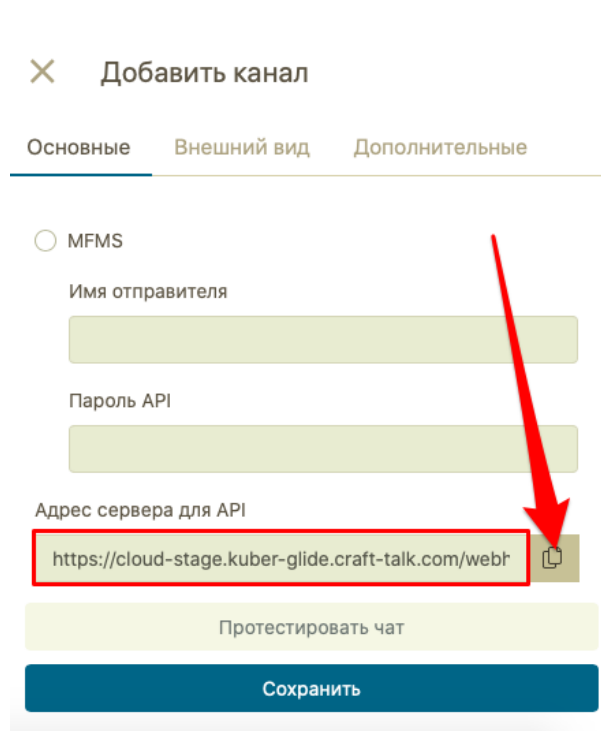 Добавить канал
Основные Внешний вид Дополнительные
MFMS
Имя отправителя
Пароль API
Адрес сервера для API
https://cloud-stage.kuber-glide.craft-talk.com/webh
Протестировать чат
Сохранить